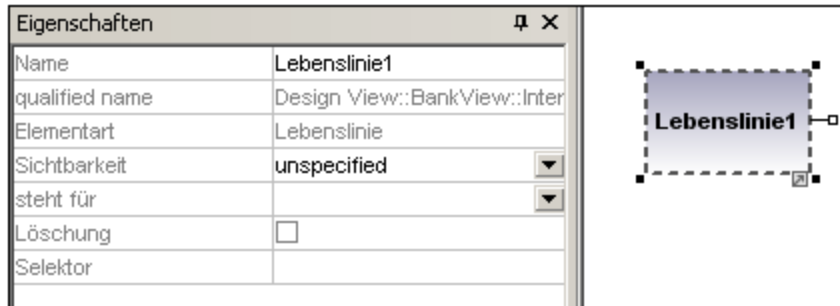 Eigenschaften
Name Lebenslinie1
qualified name Design View::BankView::Inter
Elementart Lebenslinie
Sichtbarkeit unspecified
steht für
Löschung
Selektor
Lebenslinie1